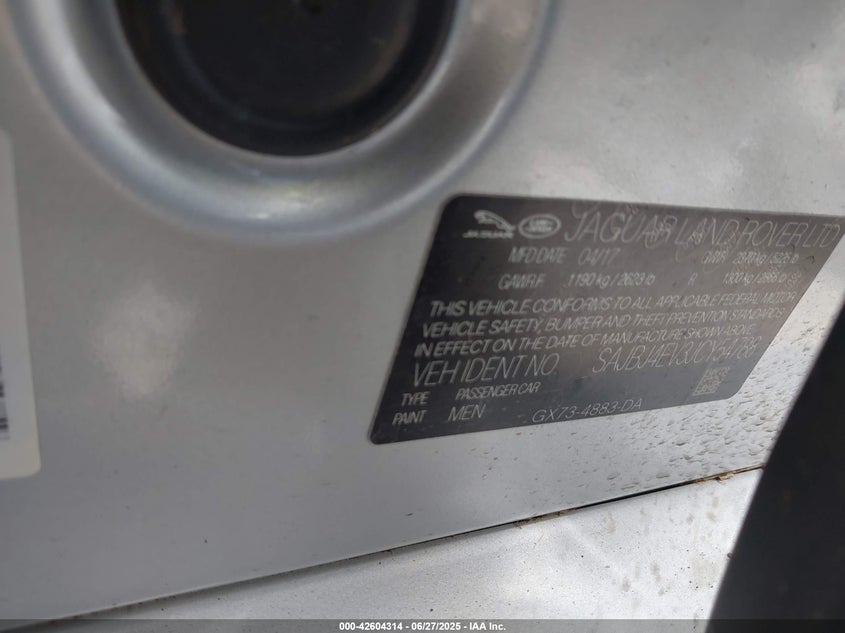 JAGUAR LAND ROVER LTD
JAGUAR
MFD DATE 04/17 GVWR
GAWR F 1190 kg / 2623 lb R 1300 kg /
THIS VEHICLE CONFORMS TO ALL APPLICABLE FEDERAL MOTOR
VEHICLE SAFETY, BUMPER AND THEFT PREVENTION STANDARDS
IN EFFECT ON THE DATE OF MANUFACTURE SHOWN ABOVE.
VEH IDENT NO.
TYPE PASSENGER CAR
PAINT MEN GX73-4883-DA
000-42604314 - 06/27/2025 - IAA Inc.